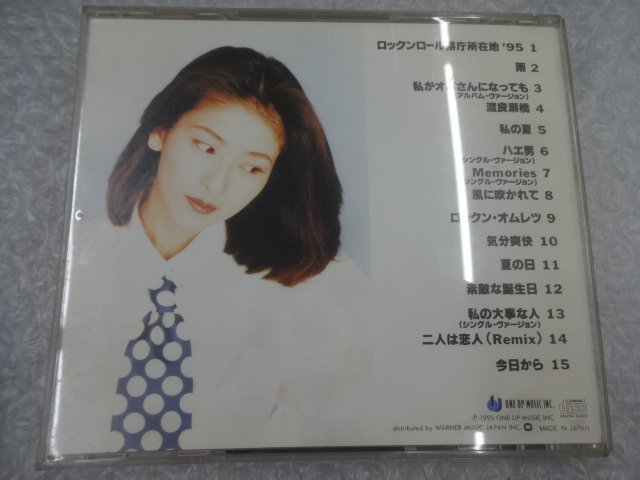 ロックンロール県庁所在地 '95 1
雨 2
私がオバさんになっても 3
(アルバム・ヴァージョン)
渡良瀬橋 4
私の夏 5
ハエ男 6
(シングル・ヴァージョン)
Memories 7
(シングル・ヴァージョン)
風に吹かれて 8
ロックン・オムレツ 9
気分爽快 10
夏の日 11
素敵な誕生日 12
私の大事な人 13
(シングル・ヴァージョン)
二人は恋人(Remix) 14
今日から 15
ONE UP MUSIC INC.
COMPACT disc DIGITAL AUDIO
Ⓟ1995 ONE UP MUSIC INC.
distributed by WARNER MUSIC JAPAN INC. MADE IN JAPAN